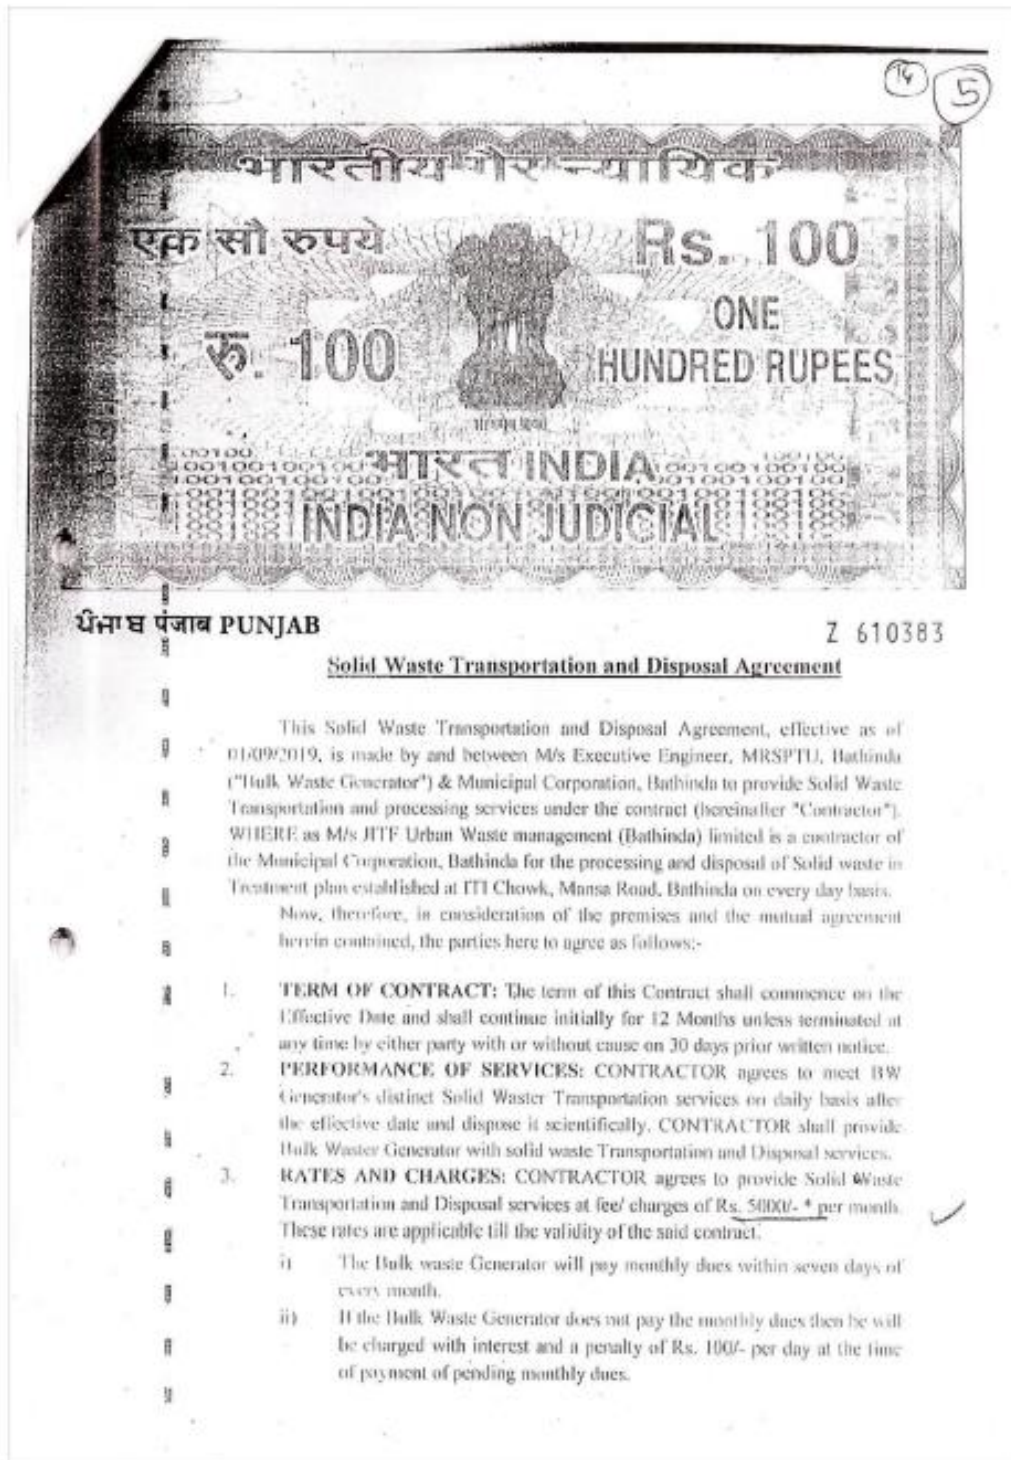 14
5
भारतीय गैर न्यायिक
एक सौ रुपये
Rs. 100
रु. 100
ONE
HUNDRED RUPEES
भारत INDIA
INDIA NON JUDICIAL
ਪੰਜਾਬ पंजाब PUNJAB
Z 610383
Solid Waste Transportation and Disposal Agreement
This Solid Waste Transportation and Disposal Agreement, effective as of
01/09/2019, is made by and between M/s Executive Engineer, MRSPTU, Bathinda
("Bulk Waste Generator") & Municipal Corporation, Bathinda to provide Solid Waste
Transportation and processing services under the contract (hereinafter "Contractor").
WHERE as M/s JITF Urban Waste management (Bathinda) limited is a contractor of
the Municipal Corporation, Bathinda for the processing and disposal of Solid waste in
Treatment plan established at ITI Chowk, Mansa Road, Bathinda on every day basis.
Now, therefore, in consideration of the premises and the mutual agreement
herein contained, the parties here to agree as follows:-
1. TERM OF CONTRACT: The term of this Contract shall commence on the
Effective Date and shall continue initially for 12 Months unless terminated at
any time by either party with or without cause on 30 days prior written notice.
2. PERFORMANCE OF SERVICES: CONTRACTOR agrees to meet BW
Generator's distinct Solid Waster Transportation services on daily basis after
the effective date and dispose it scientifically. CONTRACTOR shall provide
Bulk Waster Generator with solid waste Transportation and Disposal services.
3. RATES AND CHARGES: CONTRACTOR agrees to provide Solid Waste
Transportation and Disposal services at fee/ charges of Rs. 5000/- * per month.
These rates are applicable till the validity of the said contract.
i) The Bulk waste Generator will pay monthly dues within seven days of
every month.
ii) If the Bulk Waste Generator does not pay the monthly dues then he will
be charged with interest and a penalty of Rs. 100/- per day at the time
of payment of pending monthly dues.